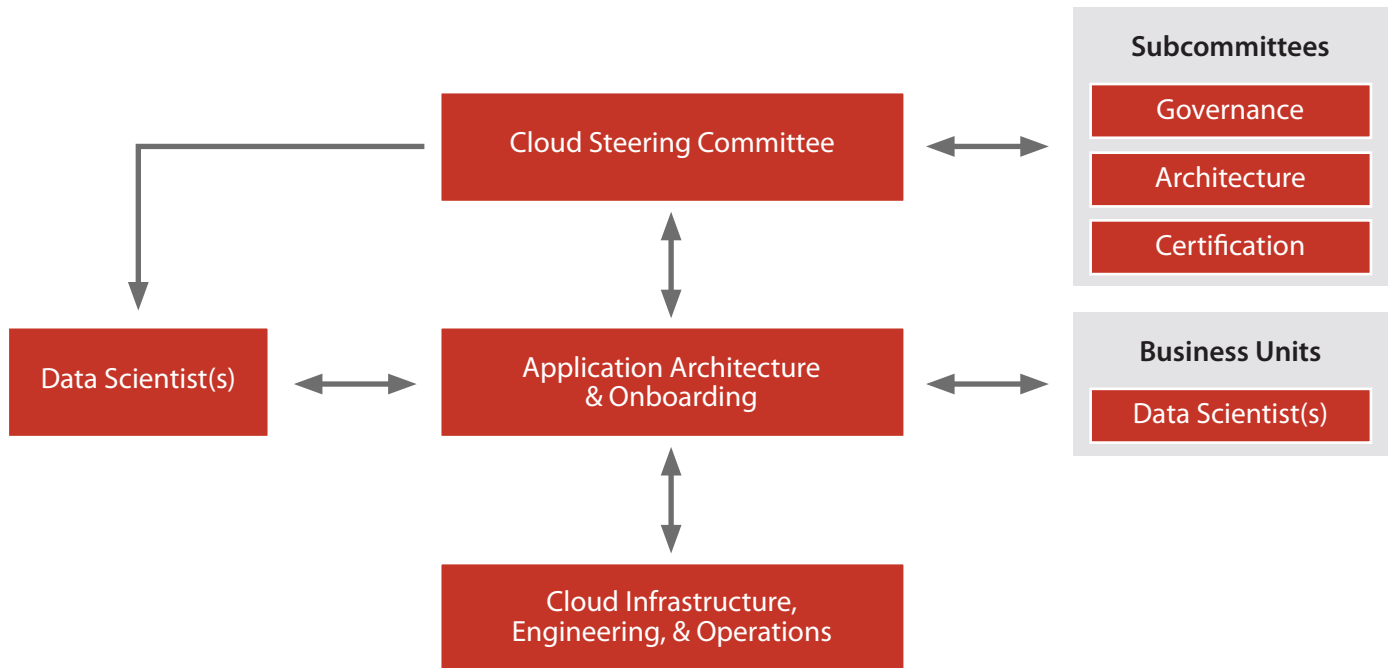 Subcommittees
Governance
Architecture
Certification
Cloud Steering Committee
Data Scientist(s)
Application Architecture
& Onboarding
Business Units
Data Scientist(s)
Cloud Infrastructure,
Engineering, & Operations